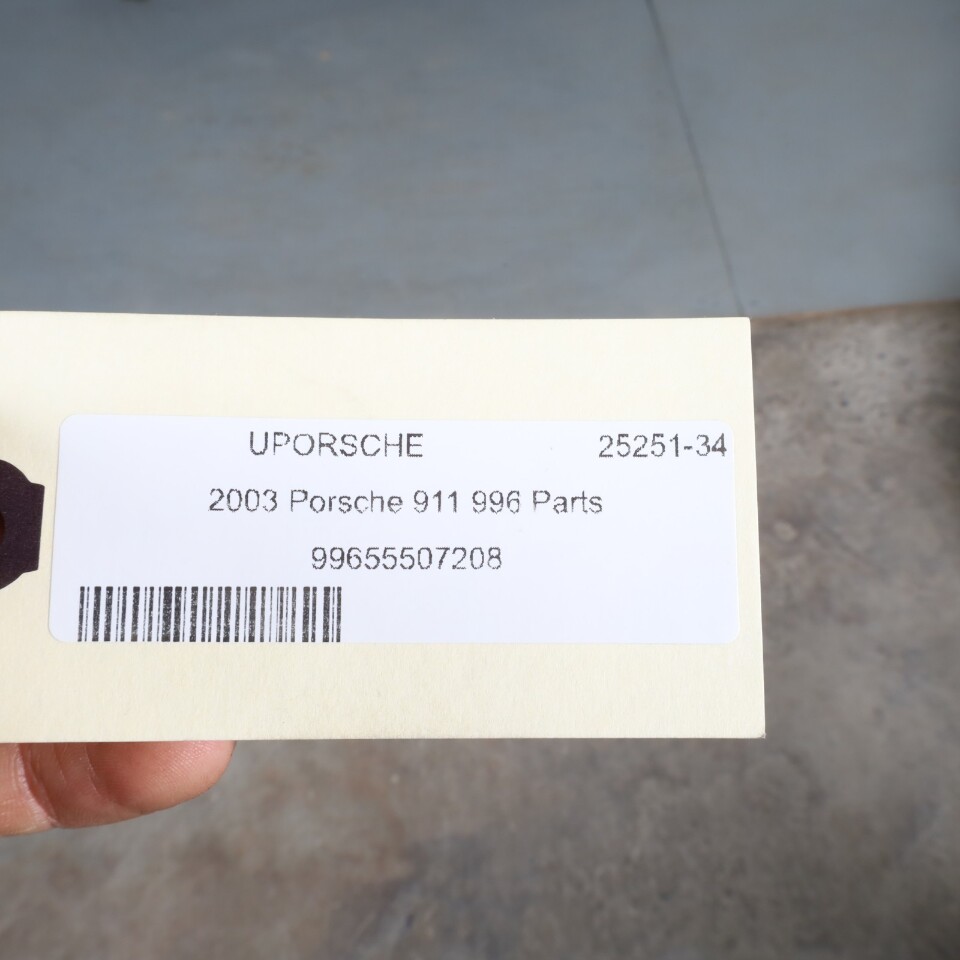 UPORSCHE 25251-34
2003 Porsche 911 996 Parts
99655507208